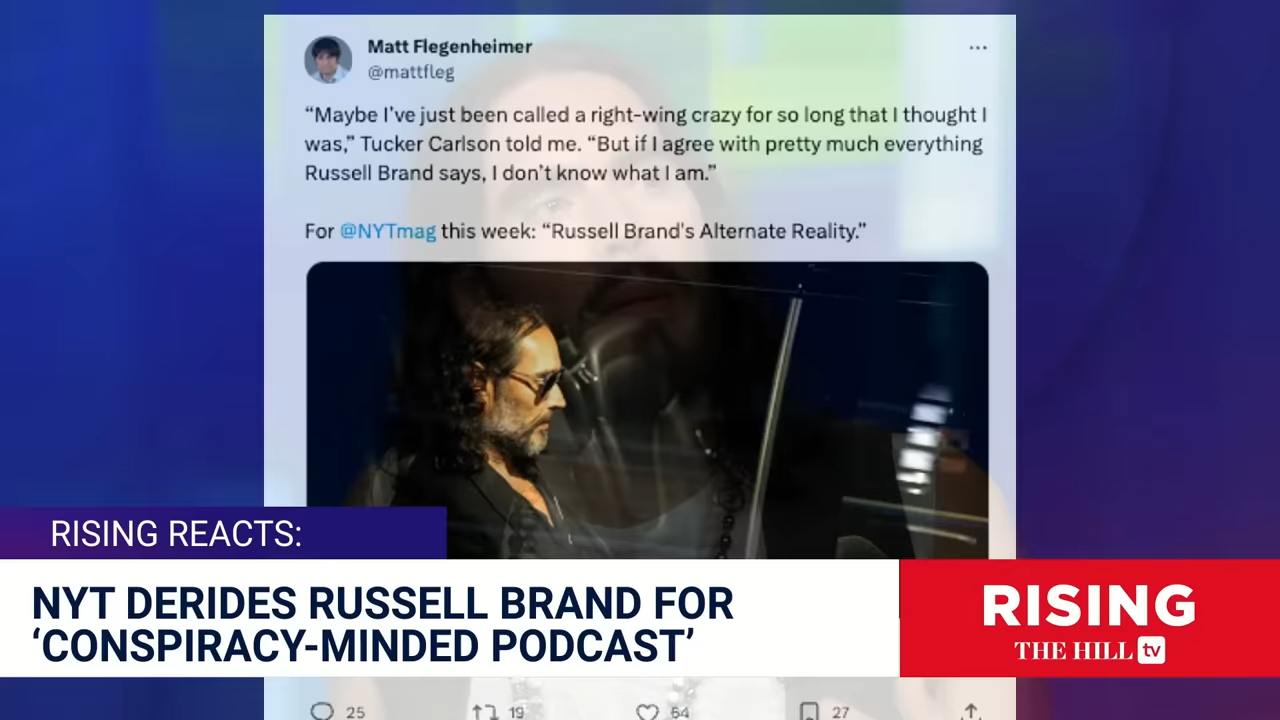 Matt Flegenheimer
@mattfleg
“Maybe I’ve just been called a right-wing crazy for so long that I thought I
was,” Tucker Carlson told me. “But if I agree with pretty much everything
Russell Brand says, I don’t know what I am.”
For @NYTmag this week: “Russell Brand's Alternate Reality.”
RISING REACTS:
NYT DERIDES RUSSELL BRAND FOR
‘CONSPIRACY-MINDED PODCAST’
RISING
THE HILL tv
25 19 64 27